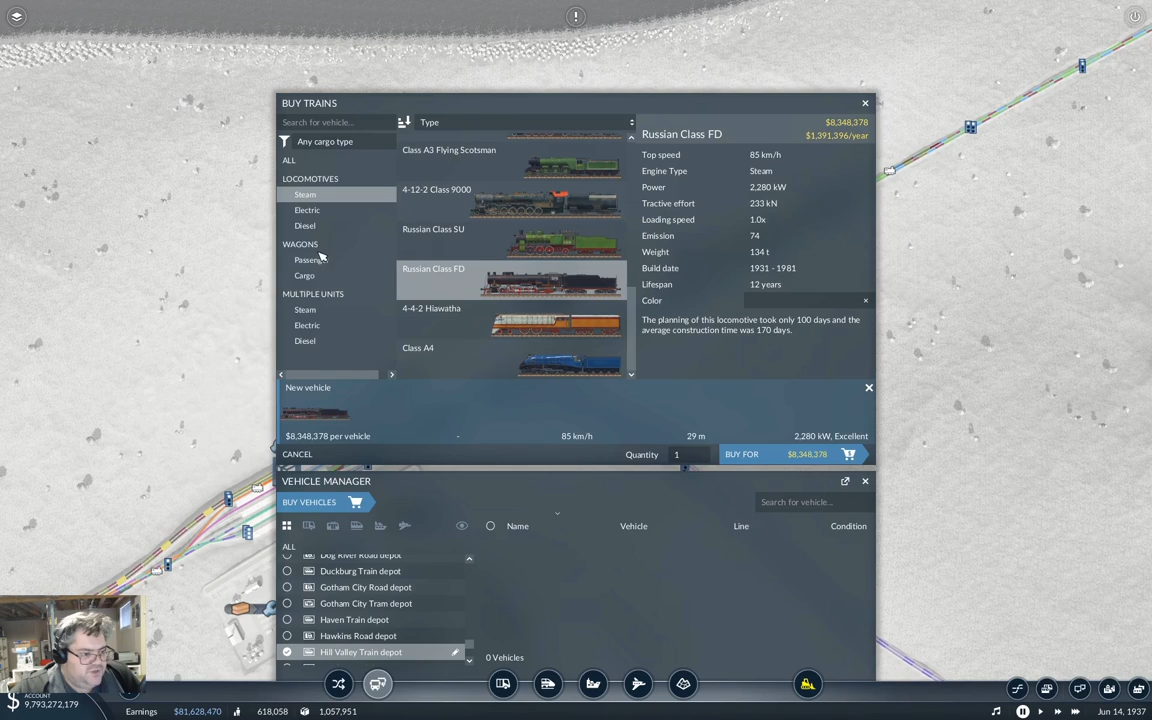 BUY TRAINS
Search for vehicle...
Type
Any cargo type
ALL
LOCOMOTIVES
Steam
Electric
Diesel
WAGONS
Cargo
MULTIPLE UNITS
Steam
Electric
Diesel
Class A3 Flying Scotsman
4-12-2 Class 9000
Russian Class SU
Russian Class FD
4-4-2 Hiawatha
Class A4
$8,348,378
Russian Class FD
$1,391,396/year
Top speed 85 km/h
Engine Type Steam
Power 2,280 kW
Tractive effort 233 kN
Loading speed 1.0x
Emission 74
Weight 134 t
Build date 1931 - 1981
Lifespan 12 years
Color
The planning of this locomotive took only 100 days and the
average construction time was 170 days.
New vehicle
$8,348,378 per vehicle - 85 km/h 29 m 2,280 kW, Excellent
CANCEL Quantity 1 BUY FOR $8,348,378
VEHICLE MANAGER
BUY VEHICLES
Search for vehicle...
Name Vehicle Line Condition
ALL
Dog River Road depot
Duckburg Train depot
Gotham City Road depot
Gotham City Tram depot
Haven Train depot
Hawkins Road depot
Hill Valley Train depot
0 Vehicles
ACCOUNT
$ 9,793,272,179
Earnings $81,628,470 618,058 1,057,951
Jun 14, 1937